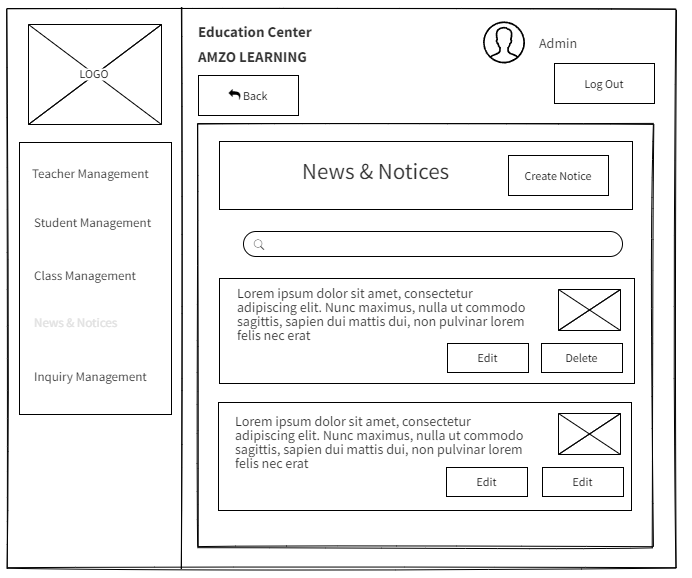 LOGO
Teacher Management
Student Management
Class Management
News & Notices
Inquiry Management
Education Center
AMZO LEARNING
Back
Admin
Log Out
News & Notices
Create Notice
Lorem ipsum dolor sit amet, consectetur
adipiscing elit. Nunc maximus, nulla ut commodo
sagittis, sapien dui mattis dui, non pulvinar lorem
felis nec erat
Edit
Delete
Lorem ipsum dolor sit amet, consectetur
adipiscing elit. Nunc maximus, nulla ut commodo
sagittis, sapien dui mattis dui, non pulvinar lorem
felis nec erat
Edit
Edit